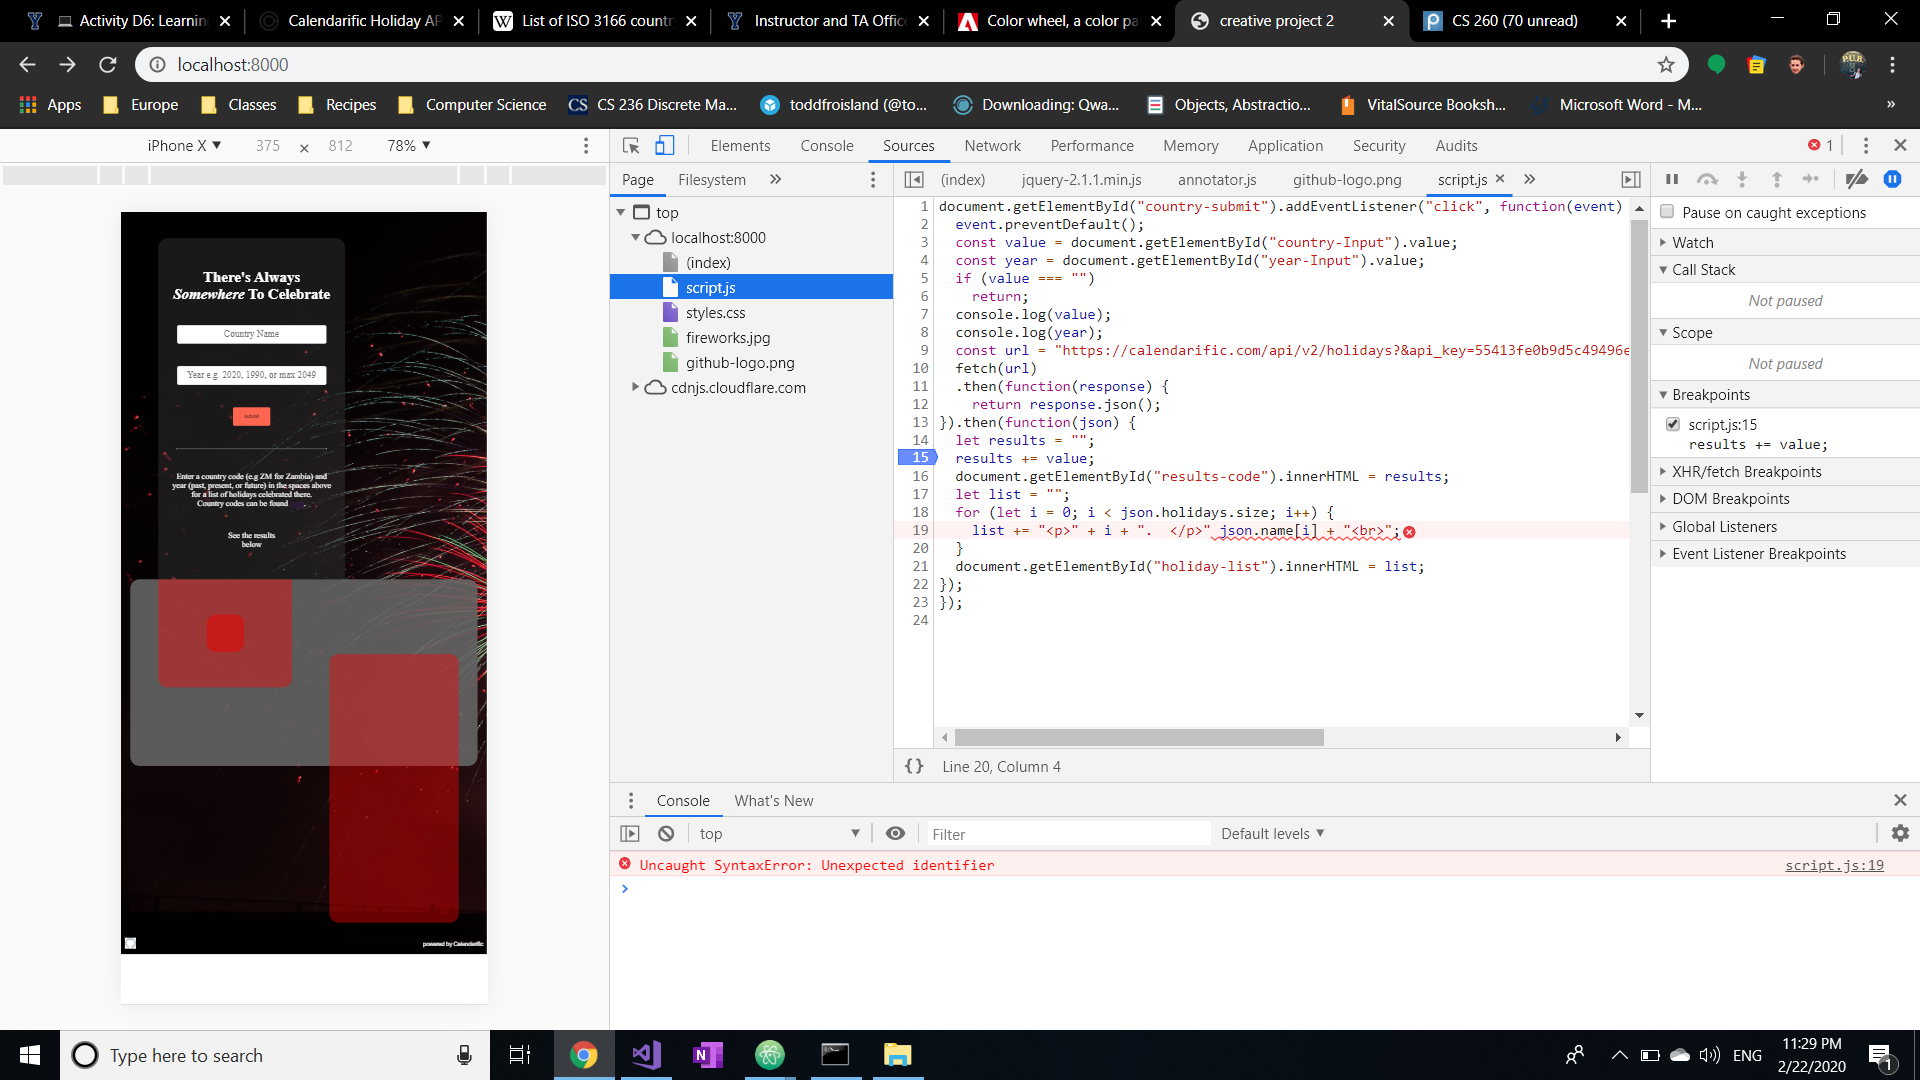 Activity D6: Learnin
Calendarific Holiday AP
List of ISO 3166 countr
Instructor and TA Offic
Color wheel, a color pa
creative project 2
CS 260 (70 unread)
localhost:8000
Apps
Europe
Classes
Recipes
Computer Science
CS
CS 236 Discrete Ma...
toddfroisland (@to...
Downloading: Qwa...
Objects, Abstractio...
VitalSource Booksh...
Microsoft Word - M...
»
iPhone X ▼ 375 × 812 78% ▼
Elements Console Sources Network Performance Memory Application Security Audits
1
Page Filesystem »
(index) jquery-2.1.1.min.js annotator.js github-logo.png script.js × »
top
localhost:8000
(index)
script.js
styles.css
fireworks.jpg
github-logo.png
cdnjs.cloudflare.com
There's Always
Somewhere To Celebrate
Country Name
Year e.g. 2020, 1990, or max 2049
submit
Enter a country code (e.g ZM for Zambia) and
year (past, present, or future) in the spaces above
for a list of holidays celebrated there.
Country codes can be found
See the results
below
powered by Calendarific
1 document.getElementById("country-submit").addEventListener("click", function(event)
2 event.preventDefault();
3 const value = document.getElementById("country-Input").value;
4 const year = document.getElementById("year-Input").value;
5 if (value === "")
6 return;
7 console.log(value);
8 console.log(year);
9 const url = "https://calendarific.com/api/v2/holidays?&api_key=55413fe0b9d5c49496e
10 fetch(url)
11 .then(function(response) {
12 return response.json();
13 }).then(function(json) {
14 let results = "";
15 results += value;
16 document.getElementById("results-code").innerHTML = results;
17 let list = "";
18 for (let i = 0; i < json.holidays.size; i++) {
19 list += "<p>" + i + ".  </p>" json.name[i] + "<br>";
20 }
21 document.getElementById("holiday-list").innerHTML = list;
22 });
23 });
24
{} Line 20, Column 4
Pause on caught exceptions
Watch
Call Stack
Not paused
Scope
Not paused
Breakpoints
script.js:15
results += value;
XHR/fetch Breakpoints
DOM Breakpoints
Global Listeners
Event Listener Breakpoints
Console What's New
top ▼
Filter
Default levels ▼
Uncaught SyntaxError: Unexpected identifier script.js:19
>
Type here to search
ENG
11:29 PM
2/22/2020
1